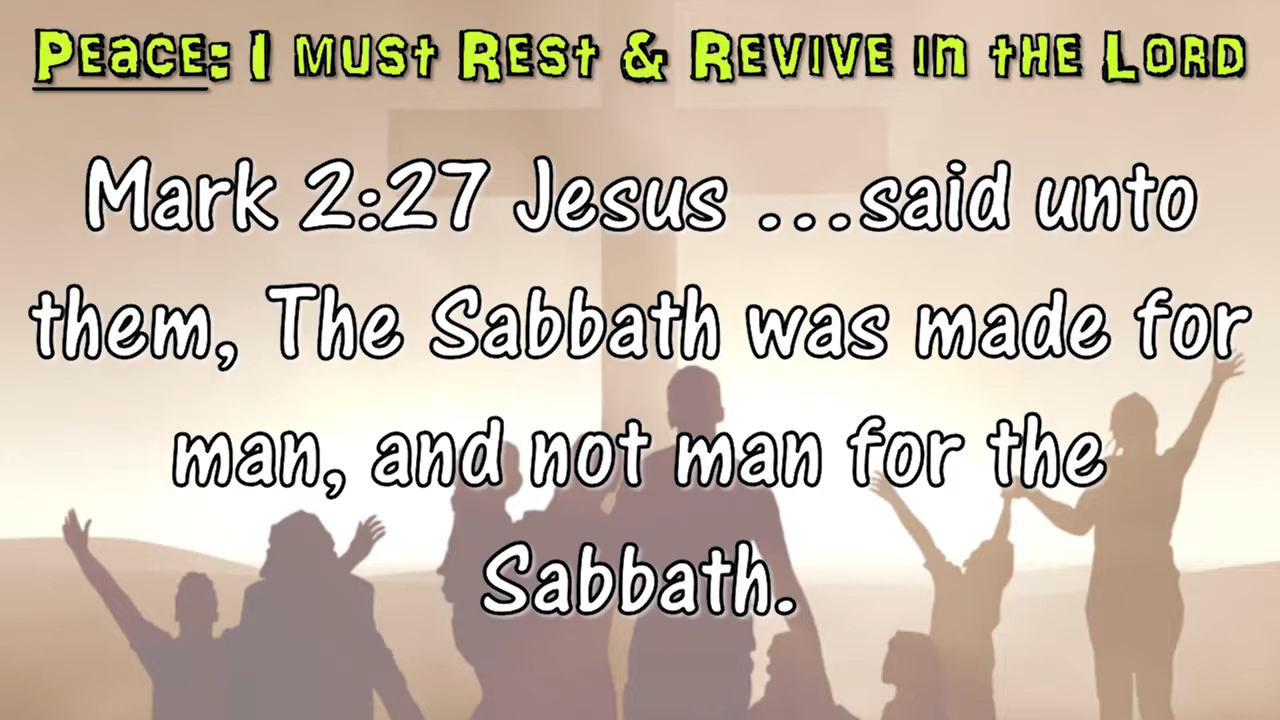 Peace: I must Rest & Revive in the Lord
Mark 2:27 Jesus ...said unto
them, The Sabbath was made for
man, and not man for the
Sabbath.